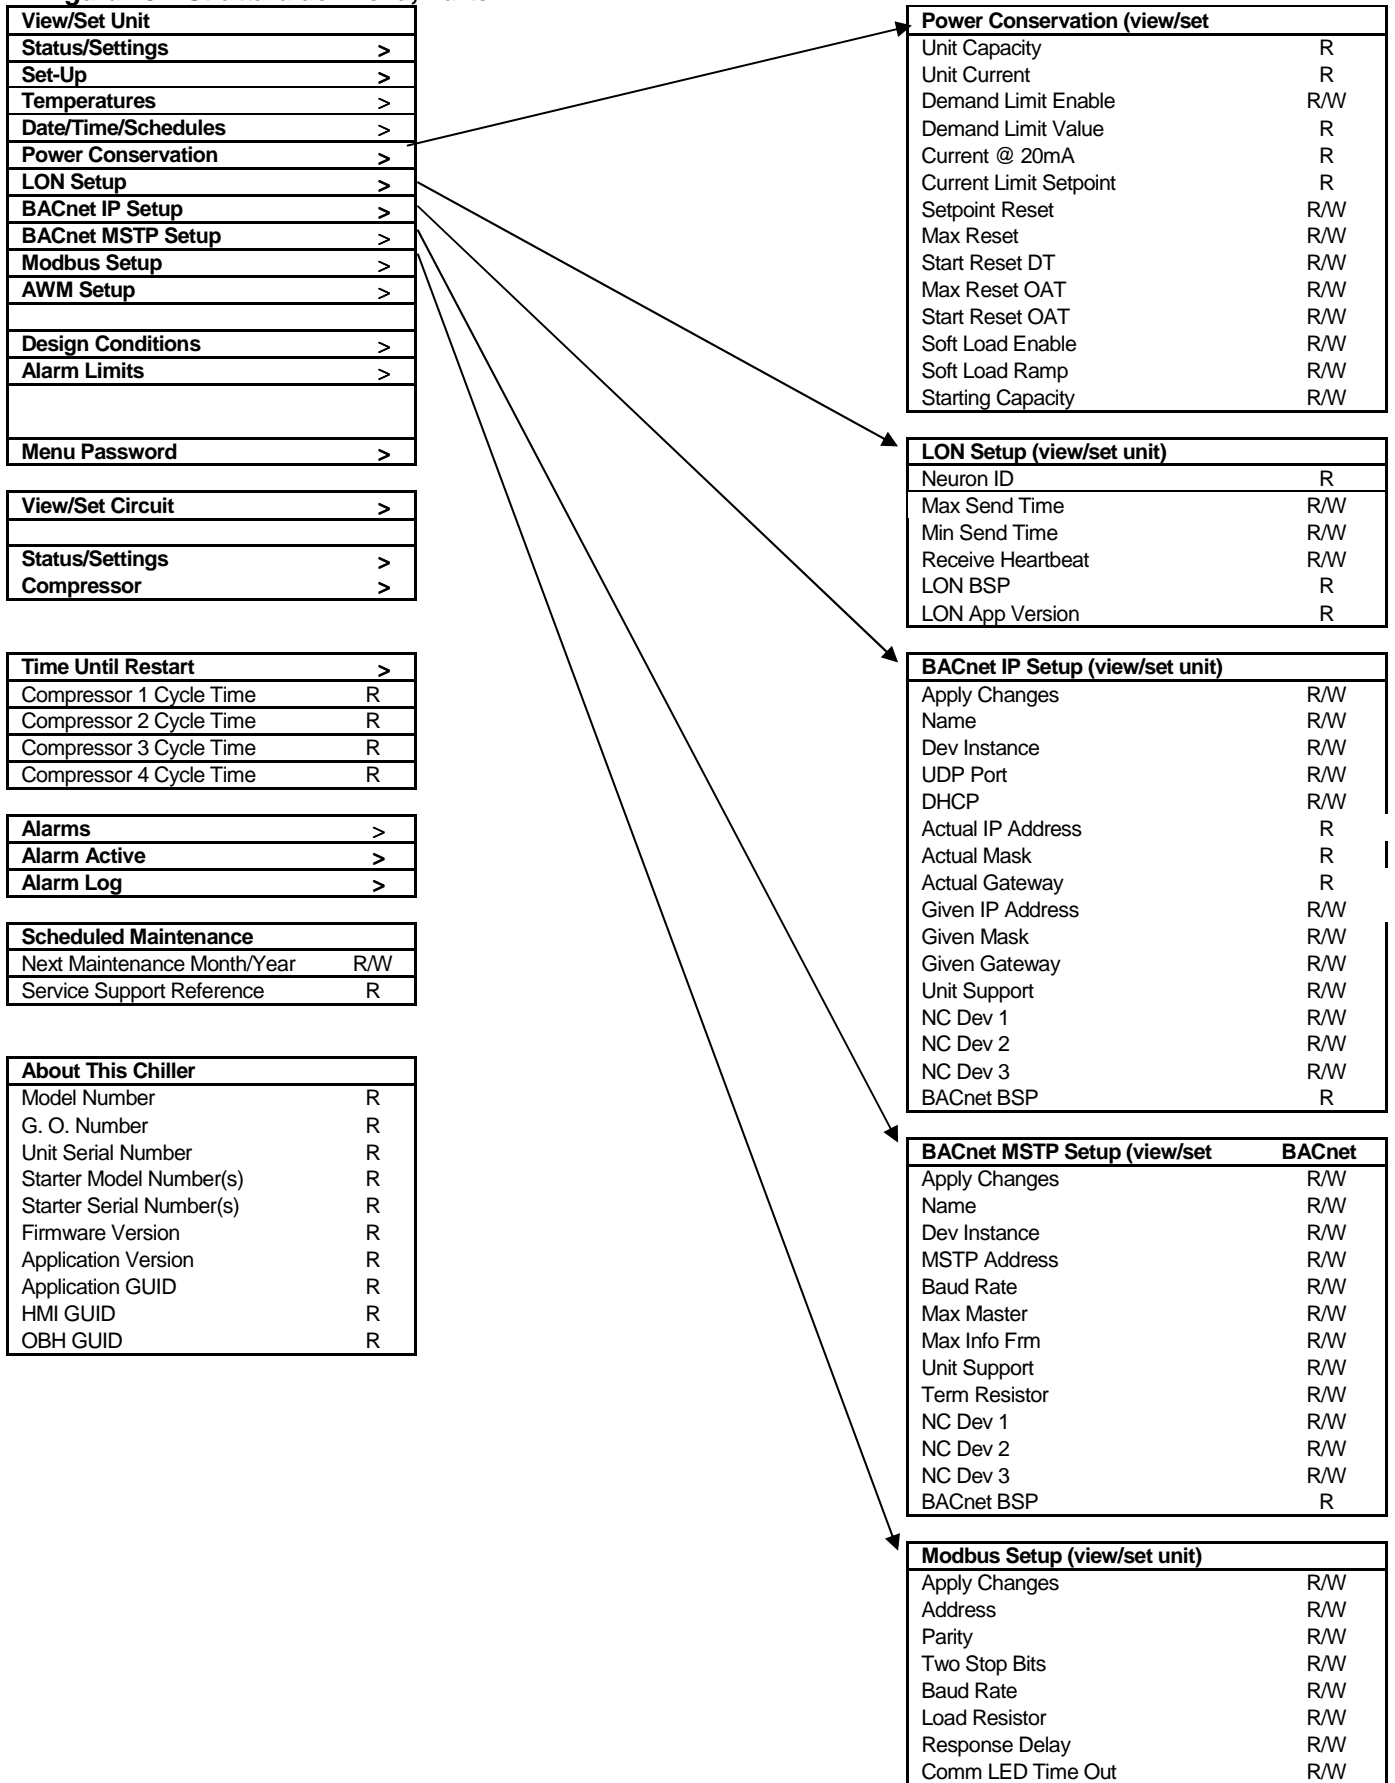 View/Set Unit
Status/Settings >
Set-Up >
Temperatures >
Date/Time/Schedules >
Power Conservation >
LON Setup >
BACnet IP Setup >
BACnet MSTP Setup >
Modbus Setup >
AWM Setup >
Design Conditions >
Alarm Limits >
Menu Password >
View/Set Circuit >
Status/Settings >
Compressor >
Time Until Restart >
Compressor 1 Cycle Time R
Compressor 2 Cycle Time R
Compressor 3 Cycle Time R
Compressor 4 Cycle Time R
Alarms >
Alarm Active >
Alarm Log >
Scheduled Maintenance
Next Maintenance Month/Year R/W
Service Support Reference R
About This Chiller
Model Number R
G. O. Number R
Unit Serial Number R
Starter Model Number(s) R
Starter Serial Number(s) R
Firmware Version R
Application Version R
Application GUID R
HMI GUID R
OBH GUID R
Power Conservation (view/set
Unit Capacity R
Unit Current R
Demand Limit Enable R/W
Demand Limit Value R
Current @ 20mA R
Current Limit Setpoint R
Setpoint Reset R/W
Max Reset R/W
Start Reset DT R/W
Max Reset OAT R/W
Start Reset OAT R/W
Soft Load Enable R/W
Soft Load Ramp R/W
Starting Capacity R/W
LON Setup (view/set unit)
Neuron ID R
Max Send Time R/W
Min Send Time R/W
Receive Heartbeat R/W
LON BSP R
LON App Version R
BACnet IP Setup (view/set unit)
Apply Changes R/W
Name R/W
Dev Instance R/W
UDP Port R/W
DHCP R/W
Actual IP Address R
Actual Mask R
Actual Gateway R
Given IP Address R/W
Given Mask R/W
Given Gateway R/W
Unit Support R/W
NC Dev 1 R/W
NC Dev 2 R/W
NC Dev 3 R/W
BACnet BSP R
BACnet MSTP Setup (view/set BACnet
Apply Changes R/W
Name R/W
Dev Instance R/W
MSTP Address R/W
Baud Rate R/W
Max Master R/W
Max Info Frm R/W
Unit Support R/W
Term Resistor R/W
NC Dev 1 R/W
NC Dev 2 R/W
NC Dev 3 R/W
BACnet BSP R
Modbus Setup (view/set unit)
Apply Changes R/W
Address R/W
Parity R/W
Two Stop Bits R/W
Baud Rate R/W
Load Resistor R/W
Response Delay R/W
Comm LED Time Out R/W